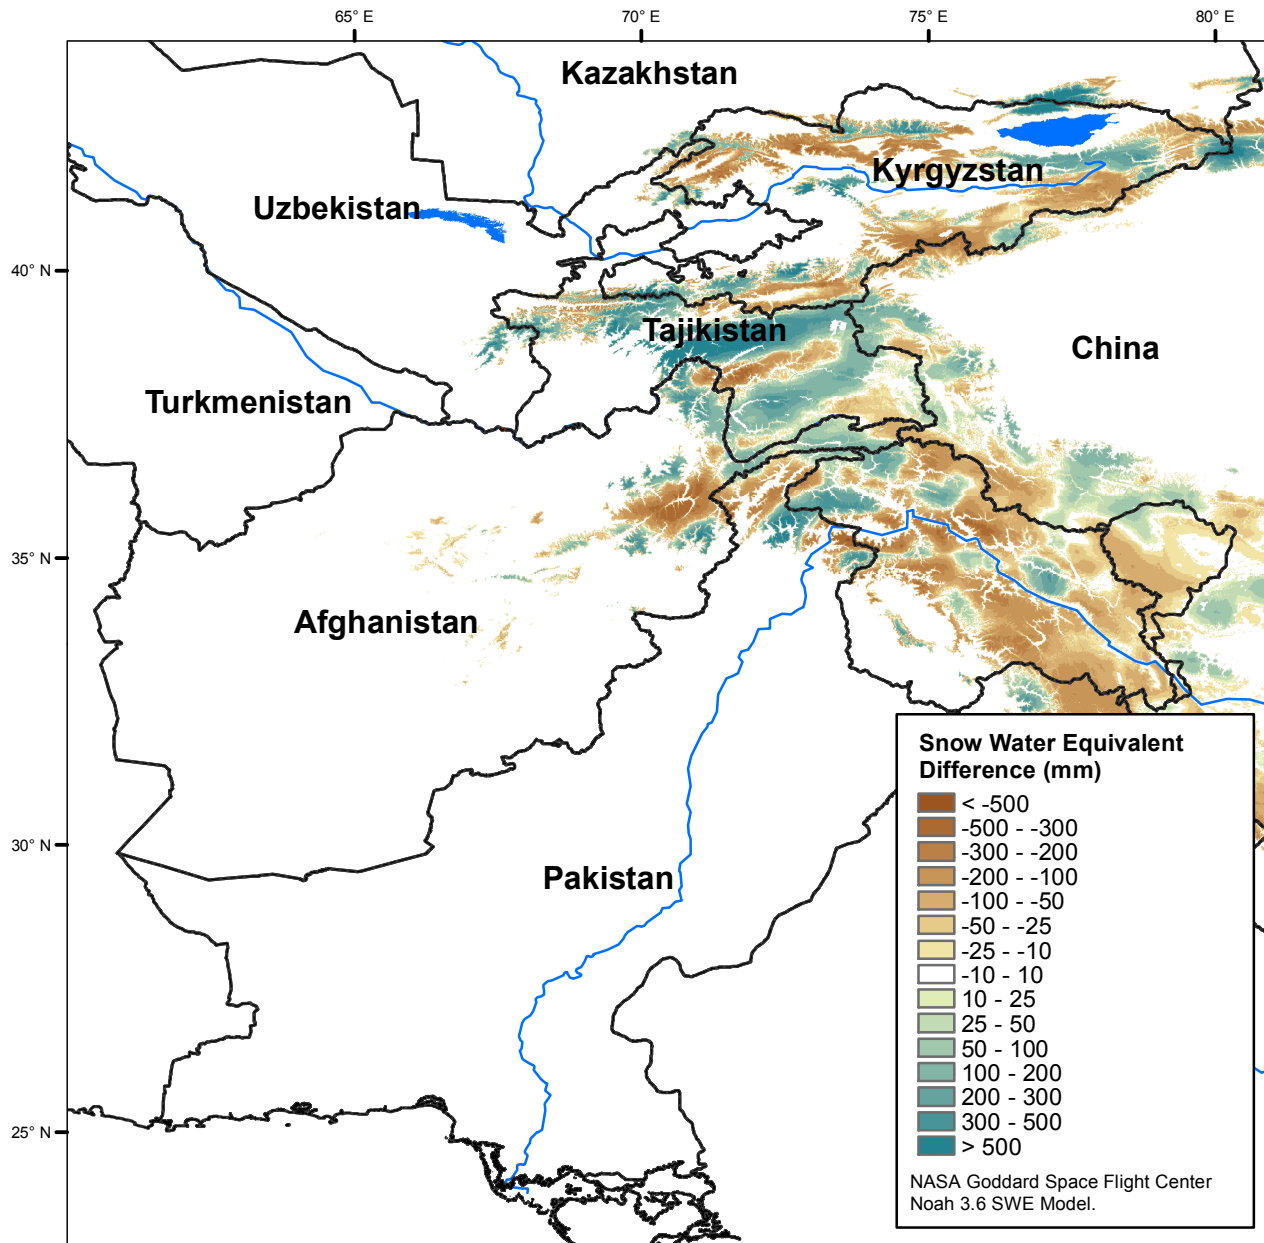 65° E
70° E
75° E
80° E
Kazakhstan
Kyrgyzstan
Uzbekistan
40° N
Tajikistan
China
Turkmenistan
35° N
Afghanistan
Snow Water Equivalent
Difference (mm)
< -500
-500 - -300
-300 - -200
-200 - -100
-100 - -50
-50 - -25
-25 - -10
-10 - 10
10 - 25
25 - 50
50 - 100
100 - 200
200 - 300
300 - 500
> 500
NASA Goddard Space Flight Center
Noah 3.6 SWE Model.
30° N
Pakistan
25° N